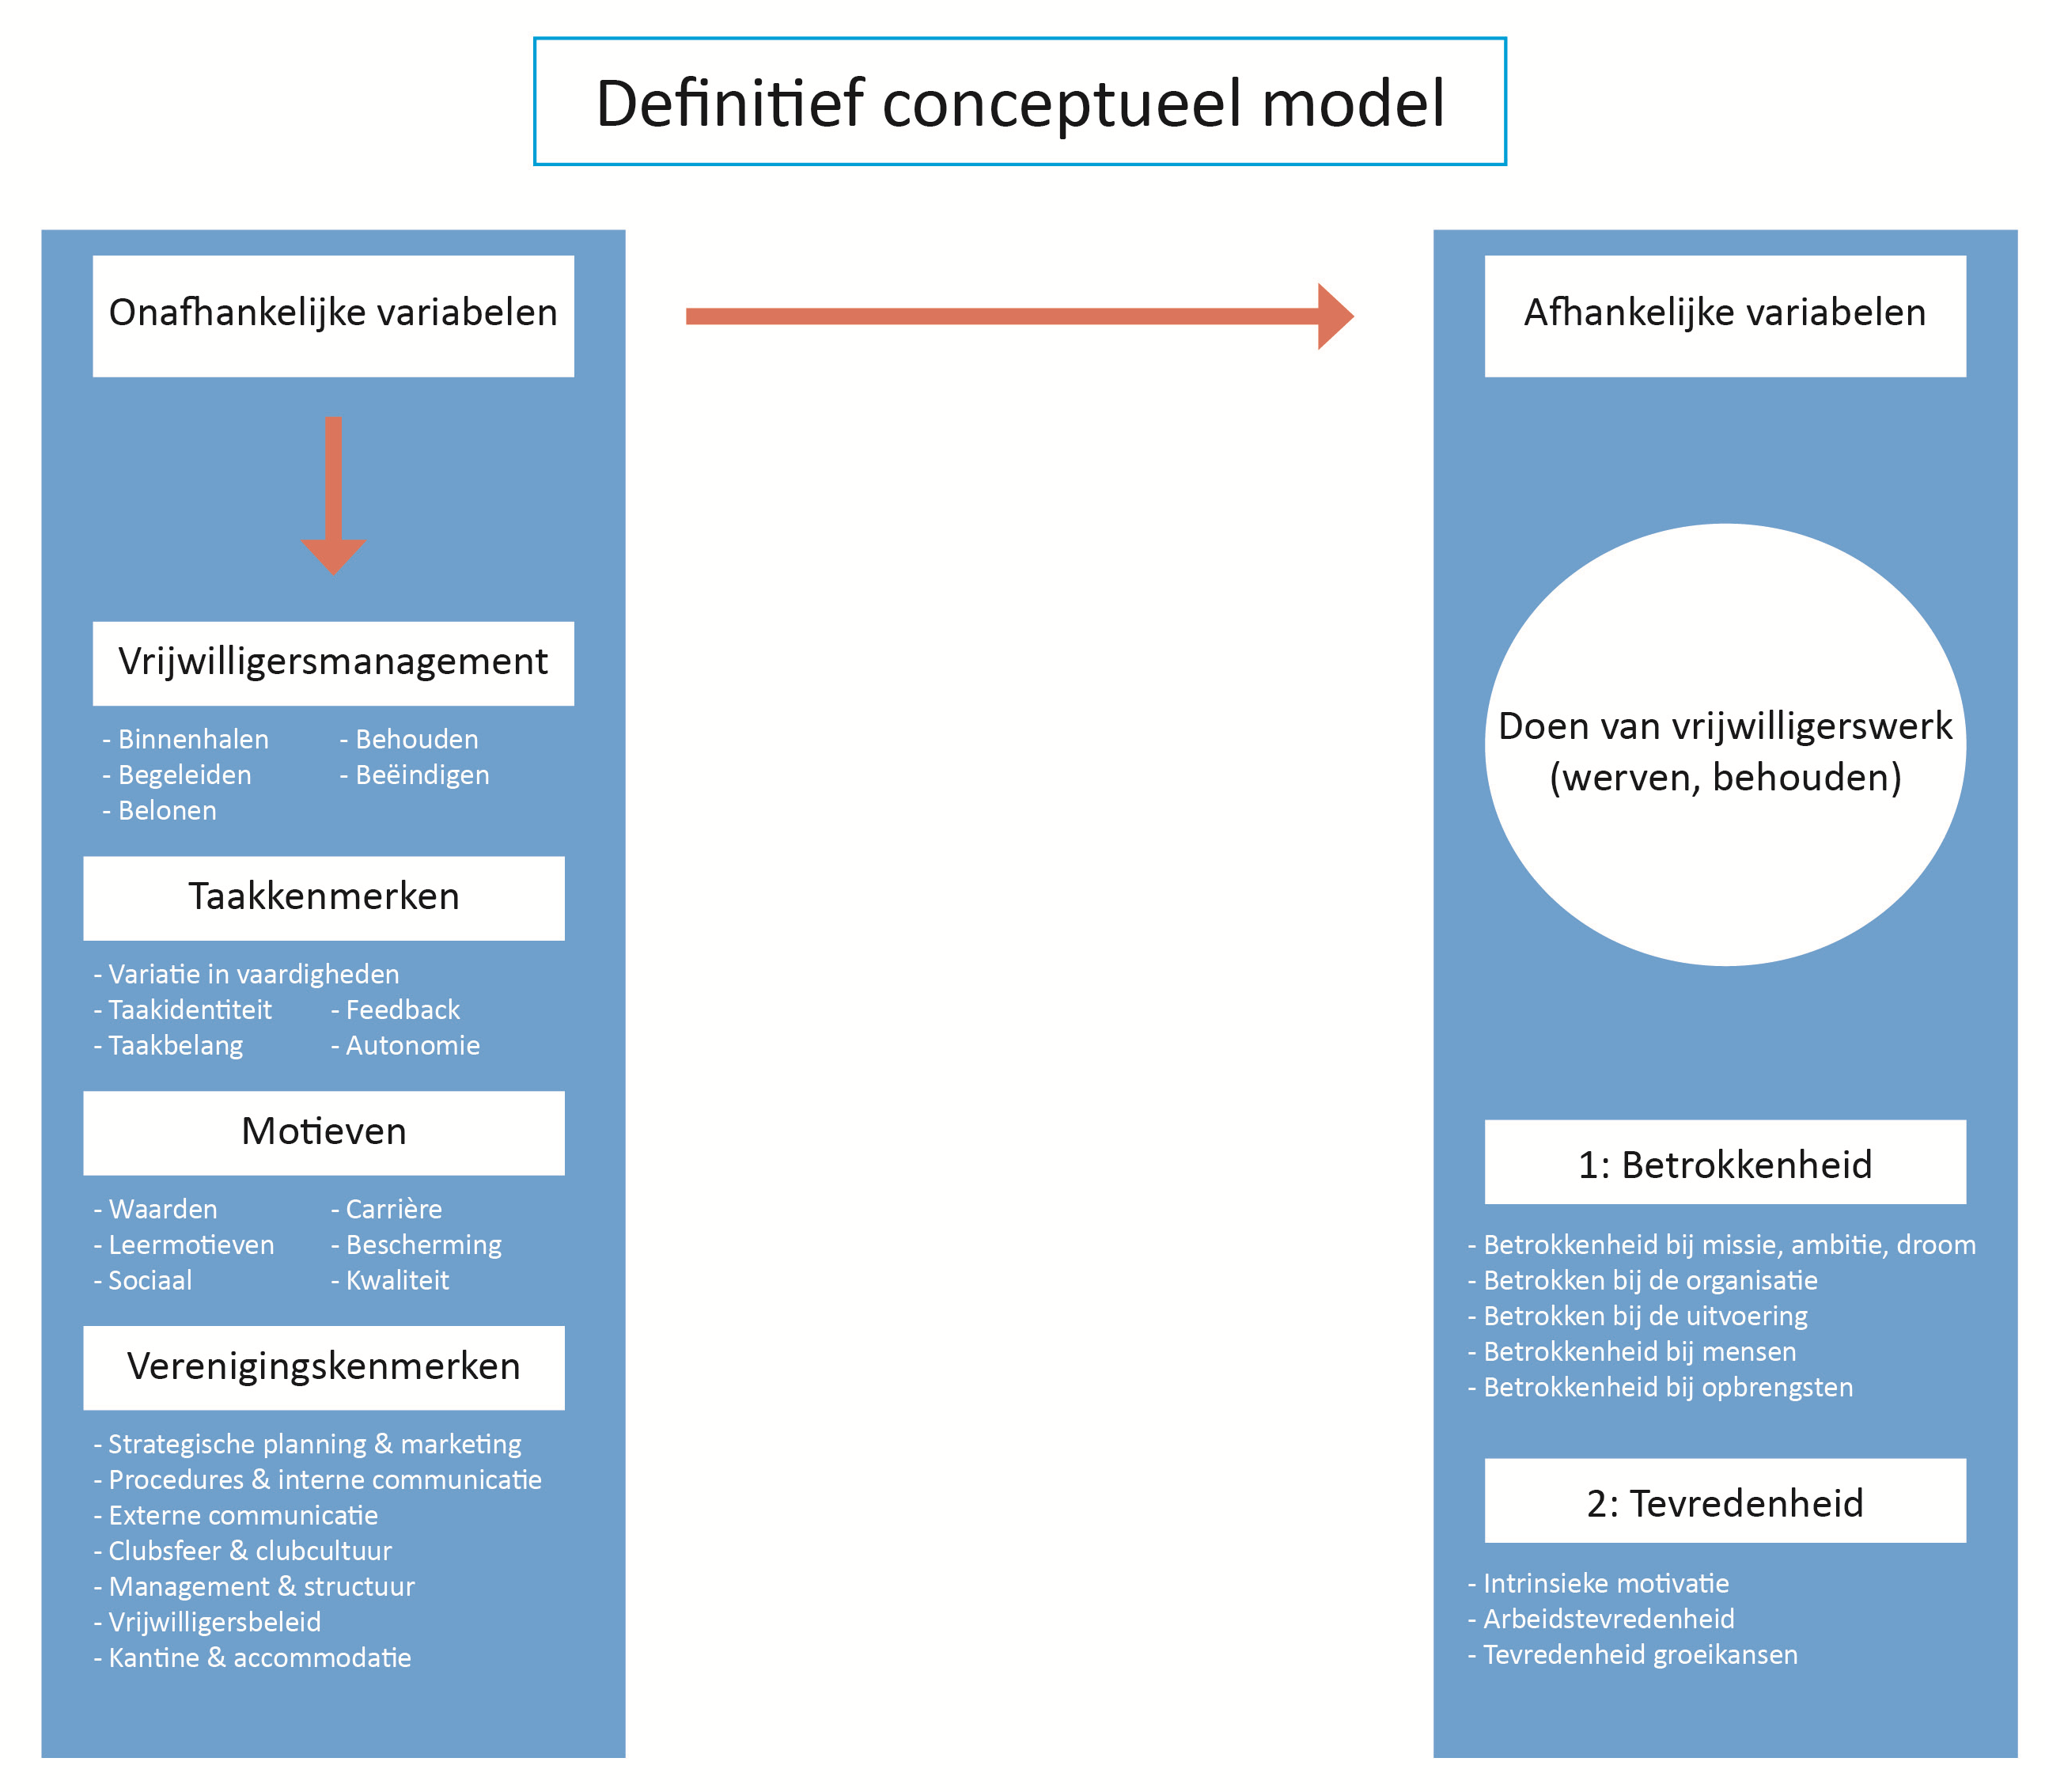 Definitief conceptueel model
Onafhankelijke variabelen
Vrijwilligersmanagement
- Binnenhalen
- Begeleiden
- Belonen
- Behouden
- Beëindigen
Taakkenmerken
- Variatie in vaardigheden
- Taakidentiteit
- Taakbelang
- Feedback
- Autonomie
Motieven
- Waarden
- Leermotieven
- Sociaal
- Carrière
- Bescherming
- Kwaliteit
Verenigingskenmerken
- Strategische planning & marketing
- Procedures & interne communicatie
- Externe communicatie
- Clubsfeer & clubcultuur
- Management & structuur
- Vrijwilligersbeleid
- Kantine & accommodatie
Afhankelijke variabelen
Doen van vrijwilligerswerk
(werven, behouden)
1: Betrokkenheid
- Betrokkenheid bij missie, ambitie, droom
- Betrokken bij de organisatie
- Betrokken bij de uitvoering
- Betrokkenheid bij mensen
- Betrokkenheid bij opbrengsten
2: Tevredenheid
- Intrinsieke motivatie
- Arbeidstevredenheid
- Tevredenheid groeikansen